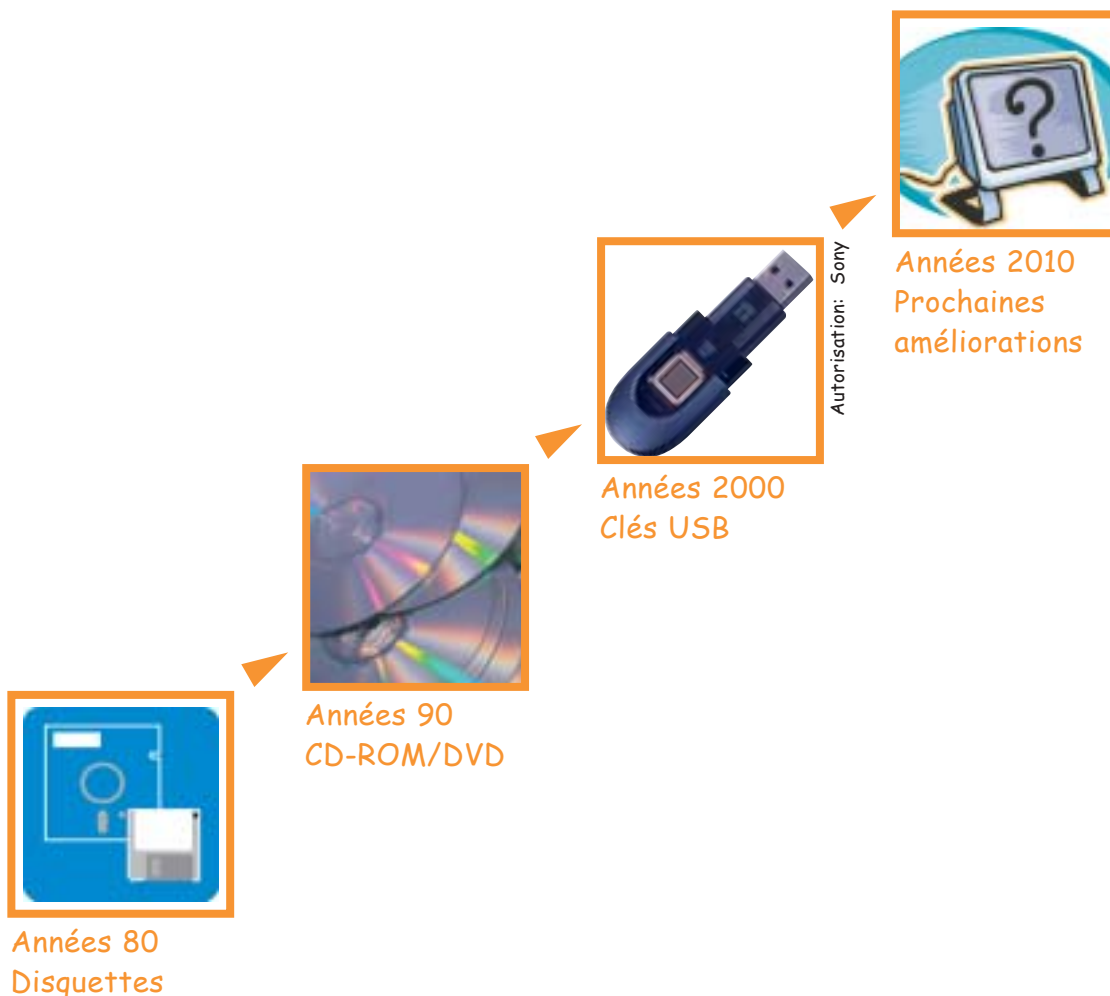 Années 80
Disquettes
Années 90
CD-ROM/DVD
Années 2000
Clés USB
Autorisation: Sony
Années 2010
Prochaines
améliorations